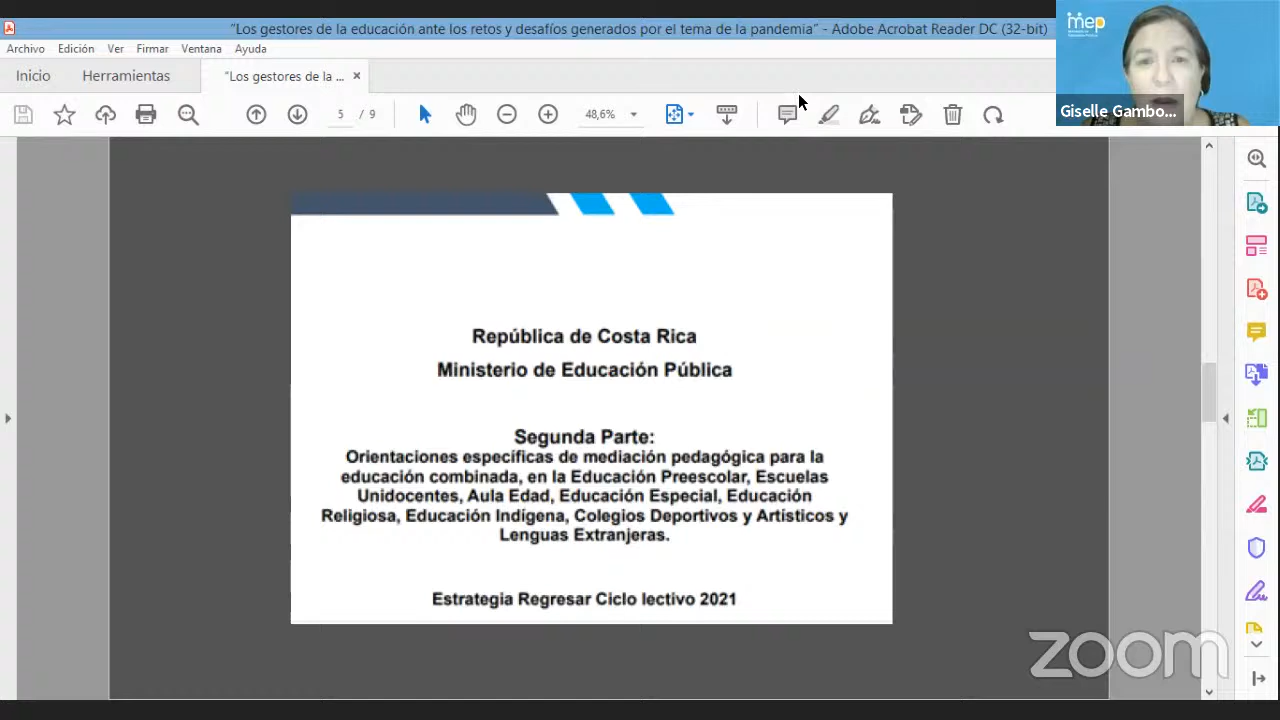 “Los gestores de la educación ante los retos y desafíos generados por el tema de la pandemia” - Adobe Acrobat Reader DC (32-bit)
Archivo Edición Ver Firmar Ventana Ayuda
Inicio Herramientas “Los gestores de la ... ×
5 / 9 48,6%
mep
Giselle Gambo...
República de Costa Rica
Ministerio de Educación Pública
Segunda Parte:
Orientaciones específicas de mediación pedagógica para la
educación combinada, en la Educación Preescolar, Escuelas
Unidocentes, Aula Edad, Educación Especial, Educación
Religiosa, Educación Indígena, Colegios Deportivos y Artísticos y
Lenguas Extranjeras.
Estrategia Regresar Ciclo lectivo 2021
zoom